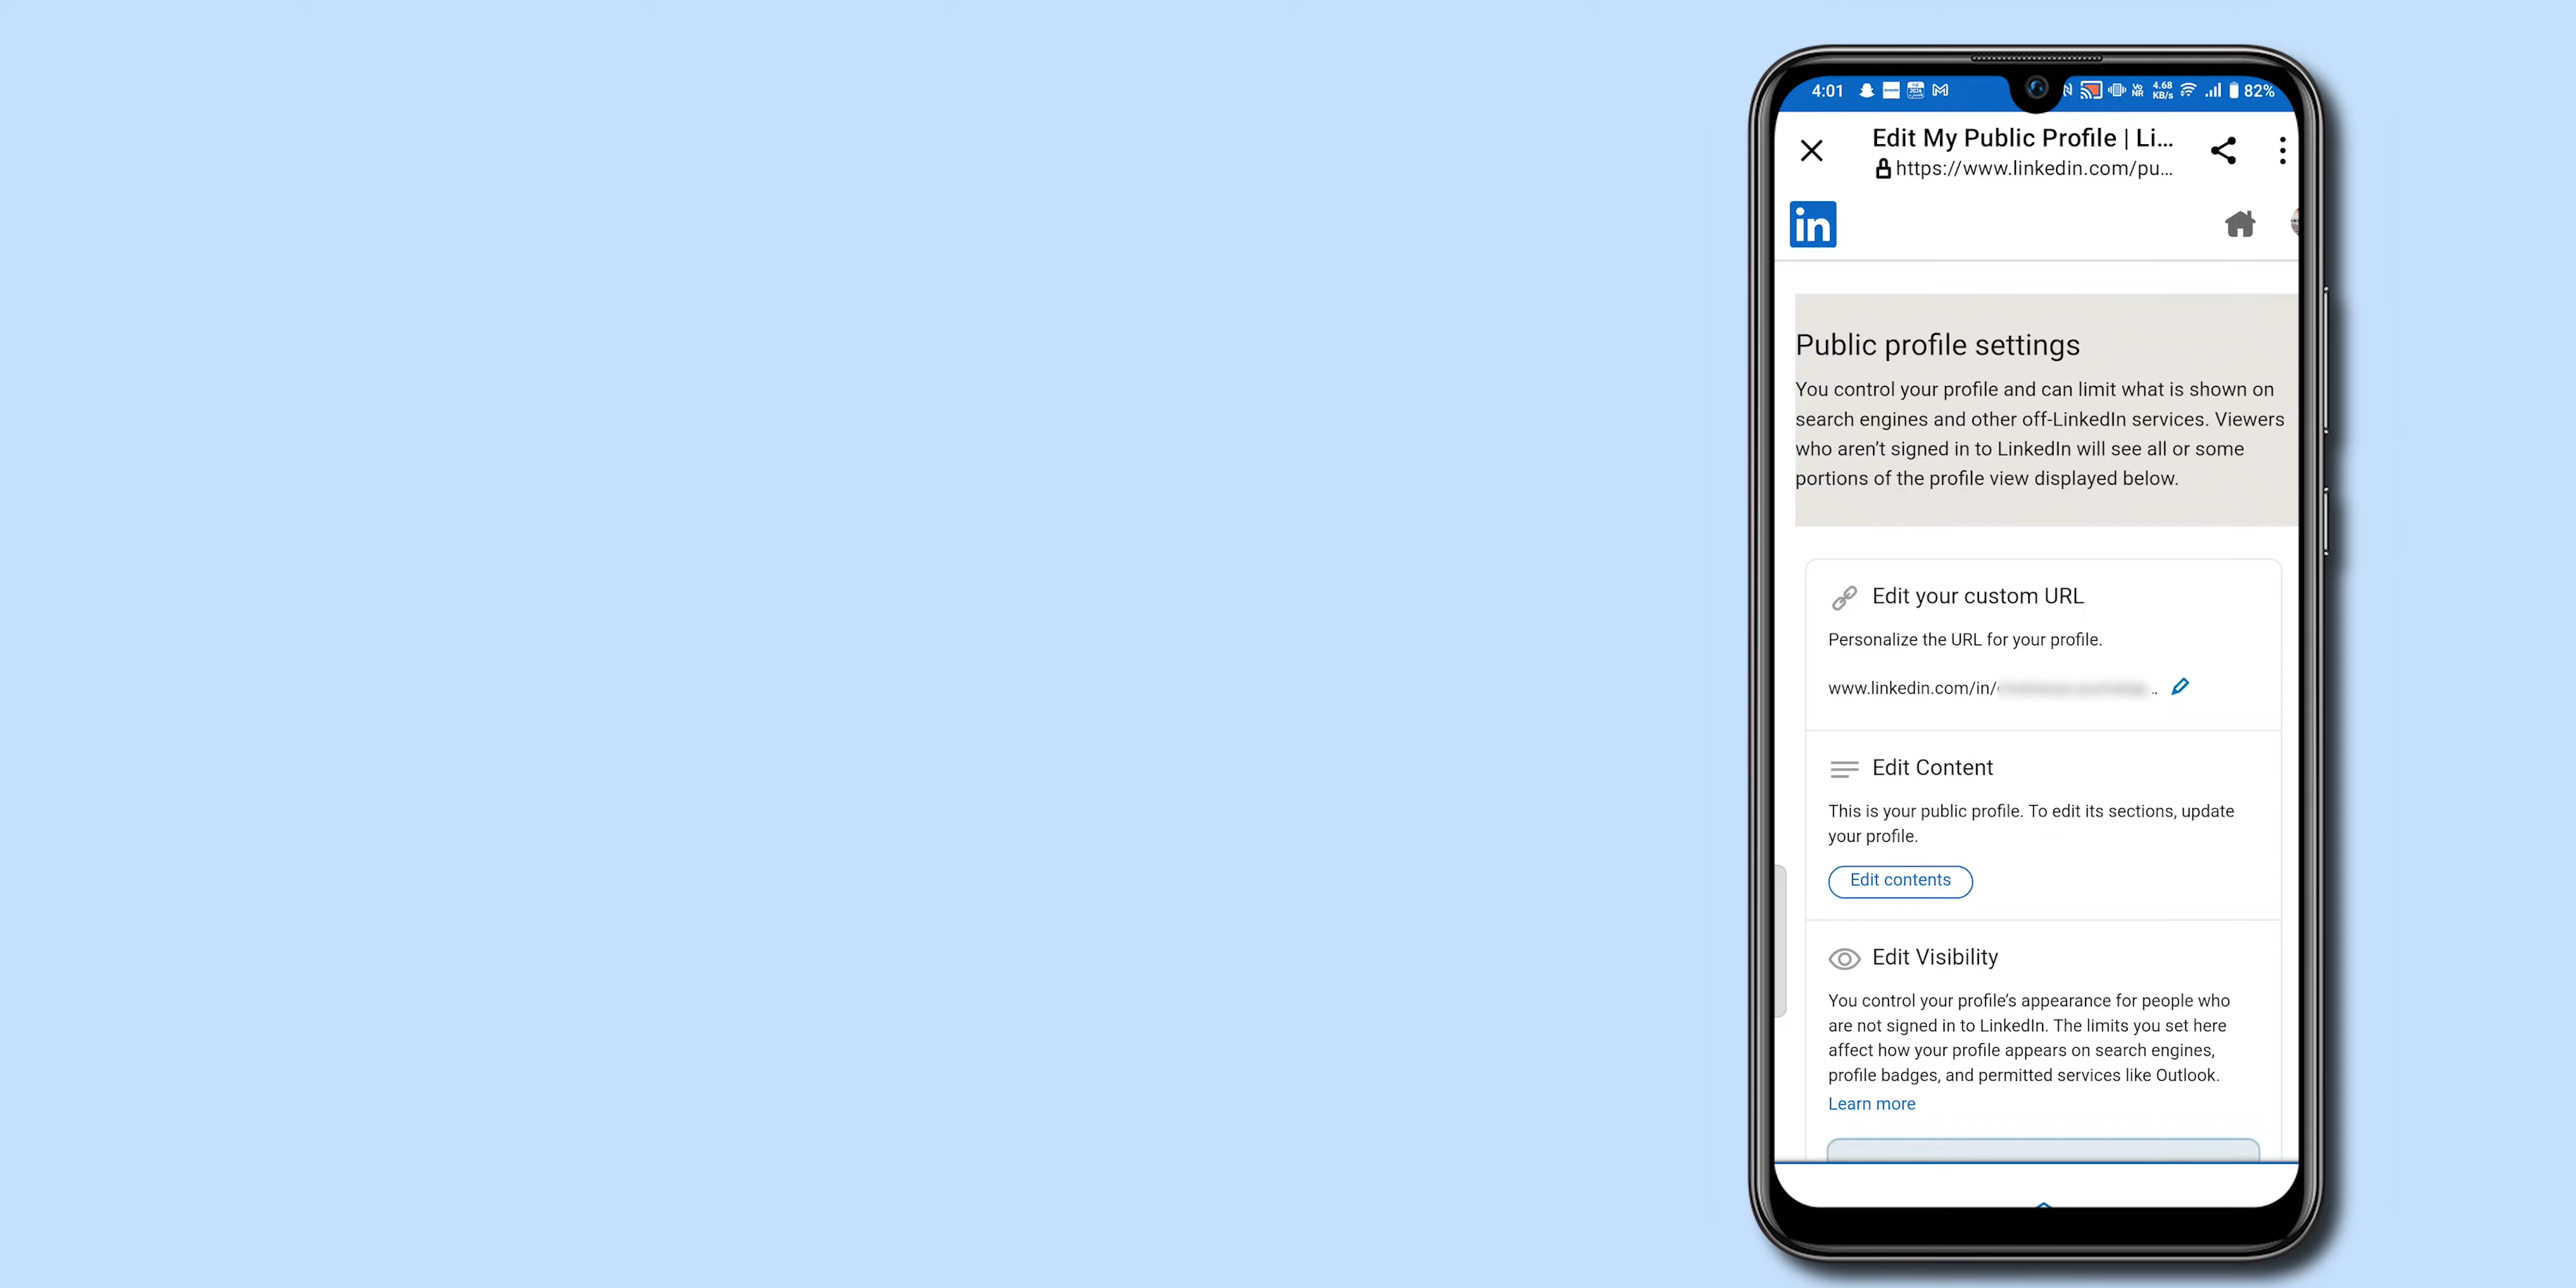 4:01
4.68 KB/s
82%
Edit My Public Profile | Li...
https://www.linkedin.com/pu...
in
Public profile settings
You control your profile and can limit what is shown on
search engines and other off-LinkedIn services. Viewers
who aren’t signed in to LinkedIn will see all or some
portions of the profile view displayed below.
Edit your custom URL
Personalize the URL for your profile.
www.linkedin.com/in/
Edit Content
This is your public profile. To edit its sections, update
your profile.
Edit contents
Edit Visibility
You control your profile’s appearance for people who
are not signed in to LinkedIn. The limits you set here
affect how your profile appears on search engines,
profile badges, and permitted services like Outlook.
Learn more